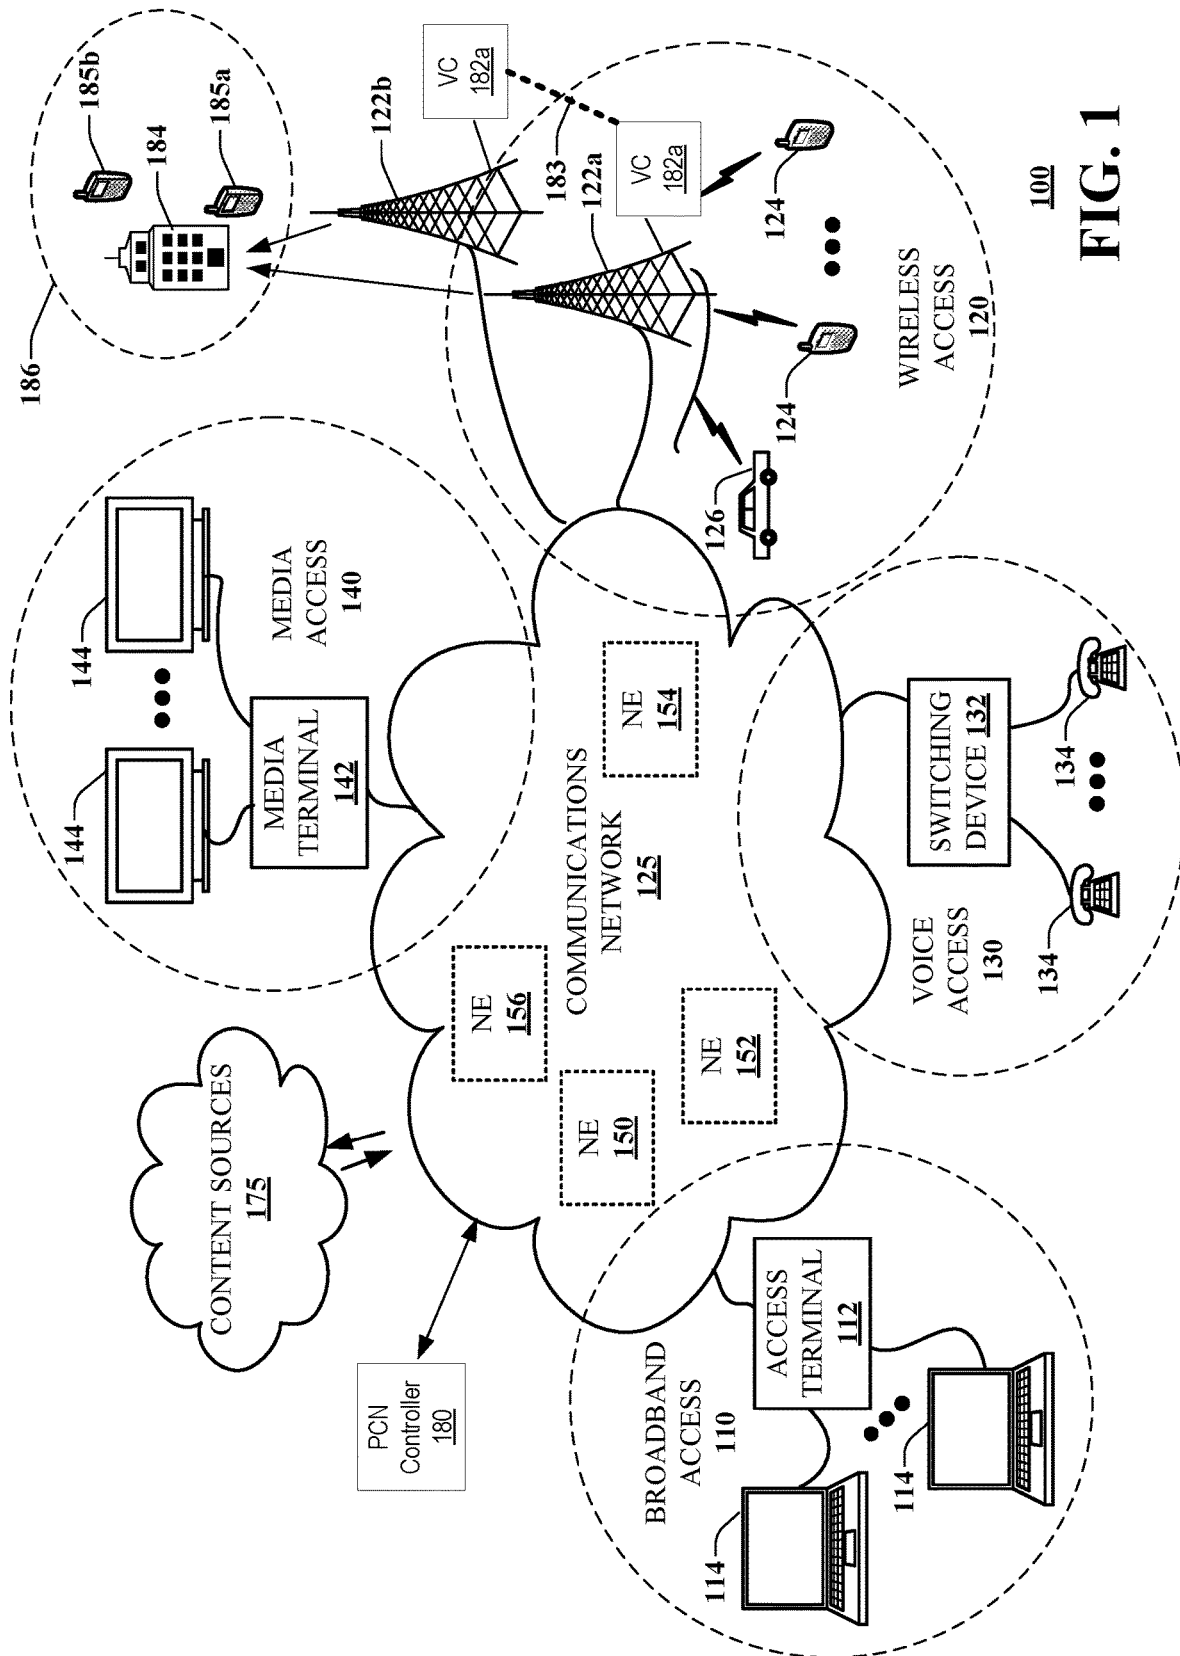 100
FIG. 1
CONTENT SOURCES
175
PCN
Controller
180
144
144
MEDIA
TERMINAL
142
MEDIA
ACCESS
140
186
184
185b
185a
122b
VC
182a
183
VC
182a
122a
124
124
126
WIRELESS
ACCESS
120
NE
156
NE
150
NE
152
NE
154
COMMUNICATIONS
NETWORK
125
BROADBAND
ACCESS
110
ACCESS
TERMINAL
112
114
114
VOICE
ACCESS
130
SWITCHING
DEVICE 132
134
134